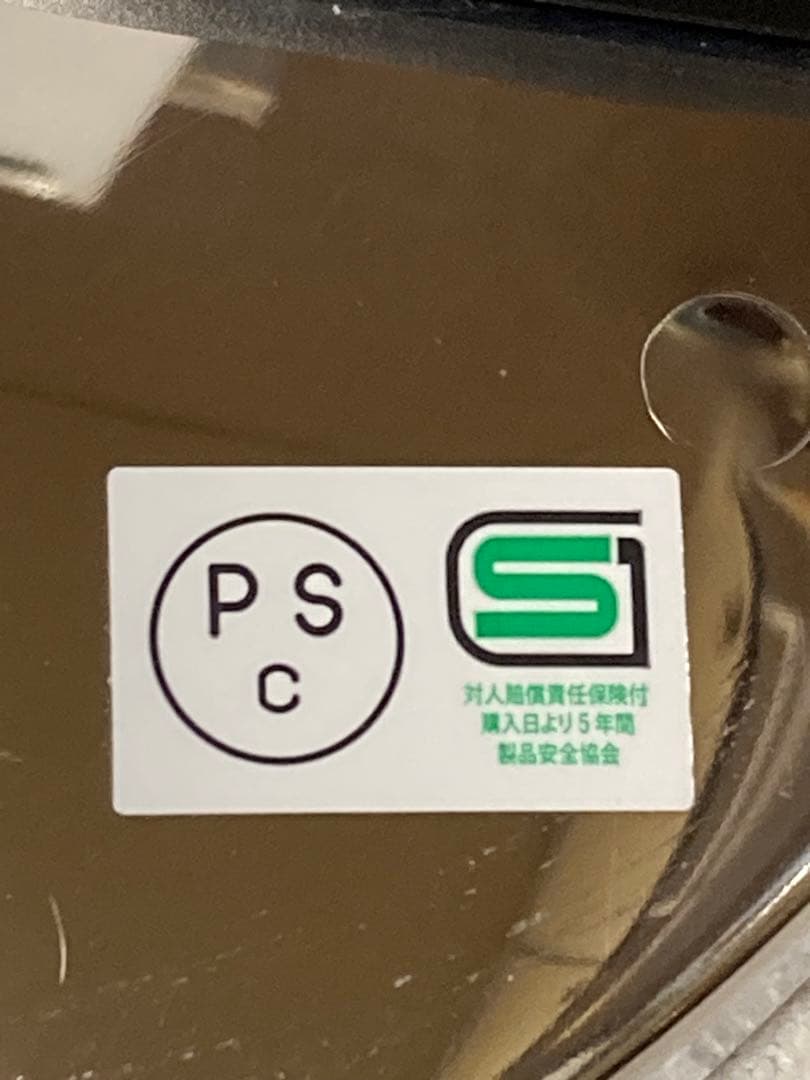 P S
C
S
対人賠償責任保険付
購入日より5年間
製品安全協会